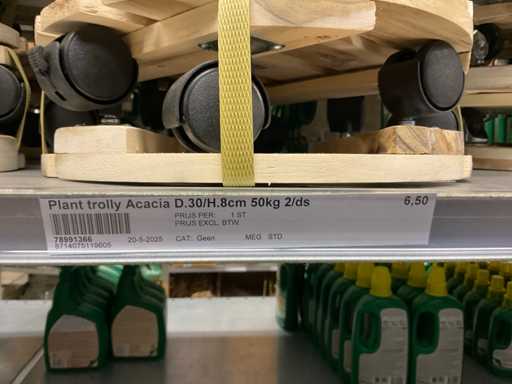 Plant trolly Acacia D.30/H.8cm 50kg 2/ds 6,50
PRIJS PER: 1 ST
PRIJS EXCL. BTW.
78991366 20-5-2025 CAT: Geen MEG STD
8714075119605